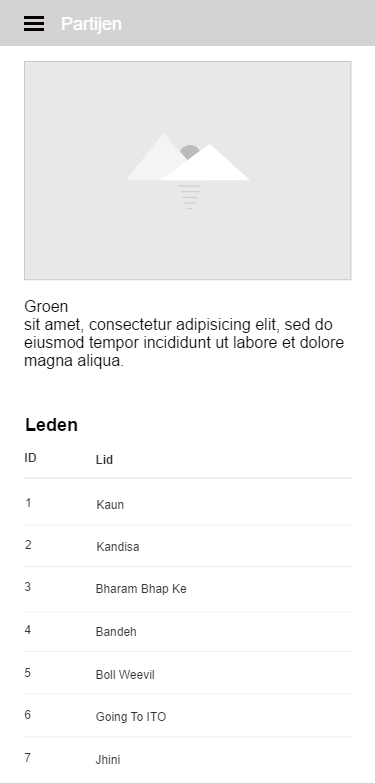 Partijen
Groen
sit amet, consectetur adipisicing elit, sed do
eiusmod tempor incididunt ut labore et dolore
magna aliqua.
Leden
ID Lid
1 Kaun
2 Kandisa
3 Bharam Bhap Ke
4 Bandeh
5 Boll Weevil
6 Going To ITO
7 Jhini